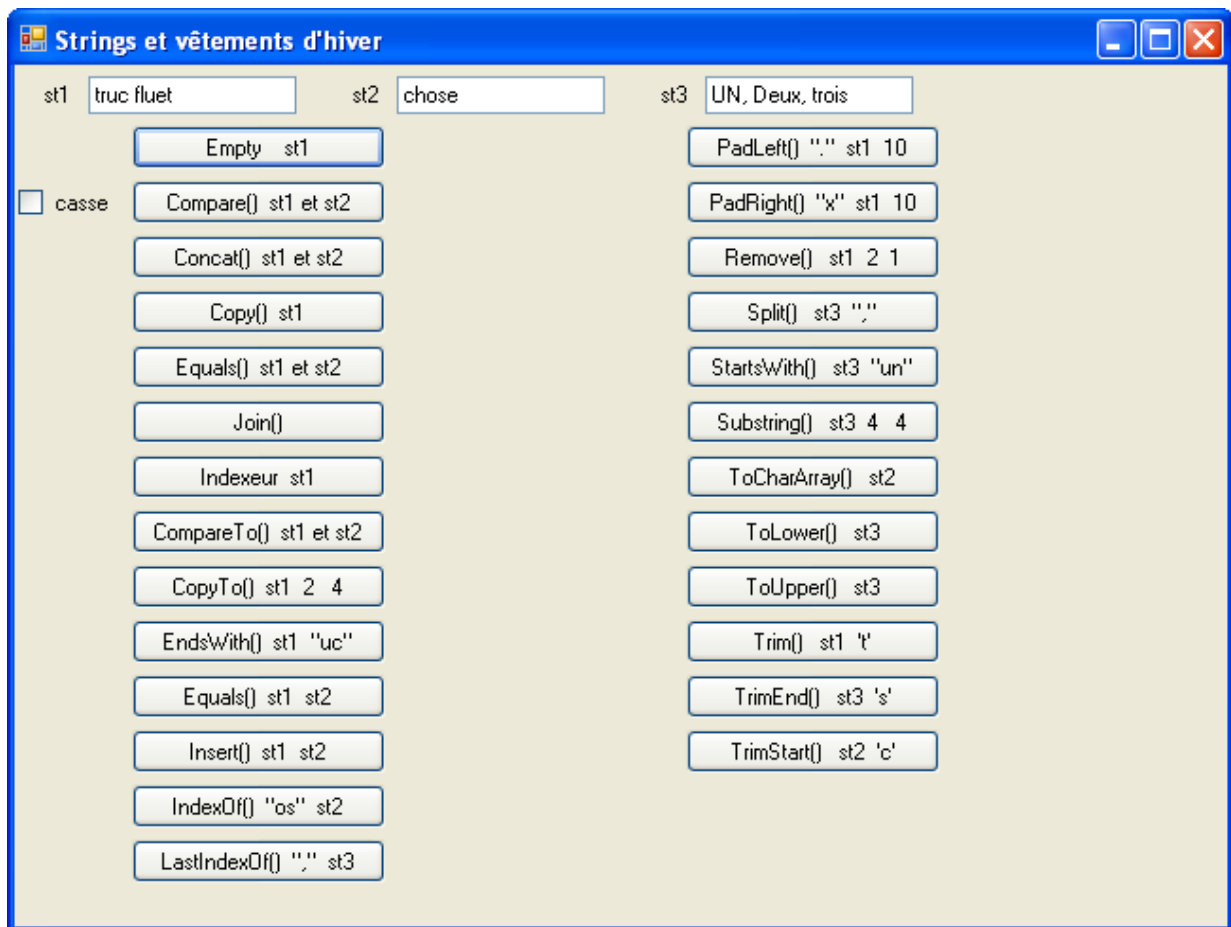 Strings et vêtements d'hiver
st1 truc fluet st2 chose st3 UN, Deux, trois
Empty st1
casse
Compare() st1 et st2
Concat() st1 et st2
Copy() st1
Equals() st1 et st2
Join()
Indexeur st1
CompareTo() st1 et st2
CopyTo() st1 2 4
EndsWith() st1 "uc"
Equals() st1 st2
Insert() st1 st2
IndexOf() "os" st2
LastIndexOf() "," st3
PadLeft() "." st1 10
PadRight() "x" st1 10
Remove() st1 2 1
Split() st3 ","
StartsWith() st3 "un"
Substring() st3 4 4
ToCharArray() st2
ToLower() st3
ToUpper() st3
Trim() st1 't'
TrimEnd() st3 's'
TrimStart() st2 'c'